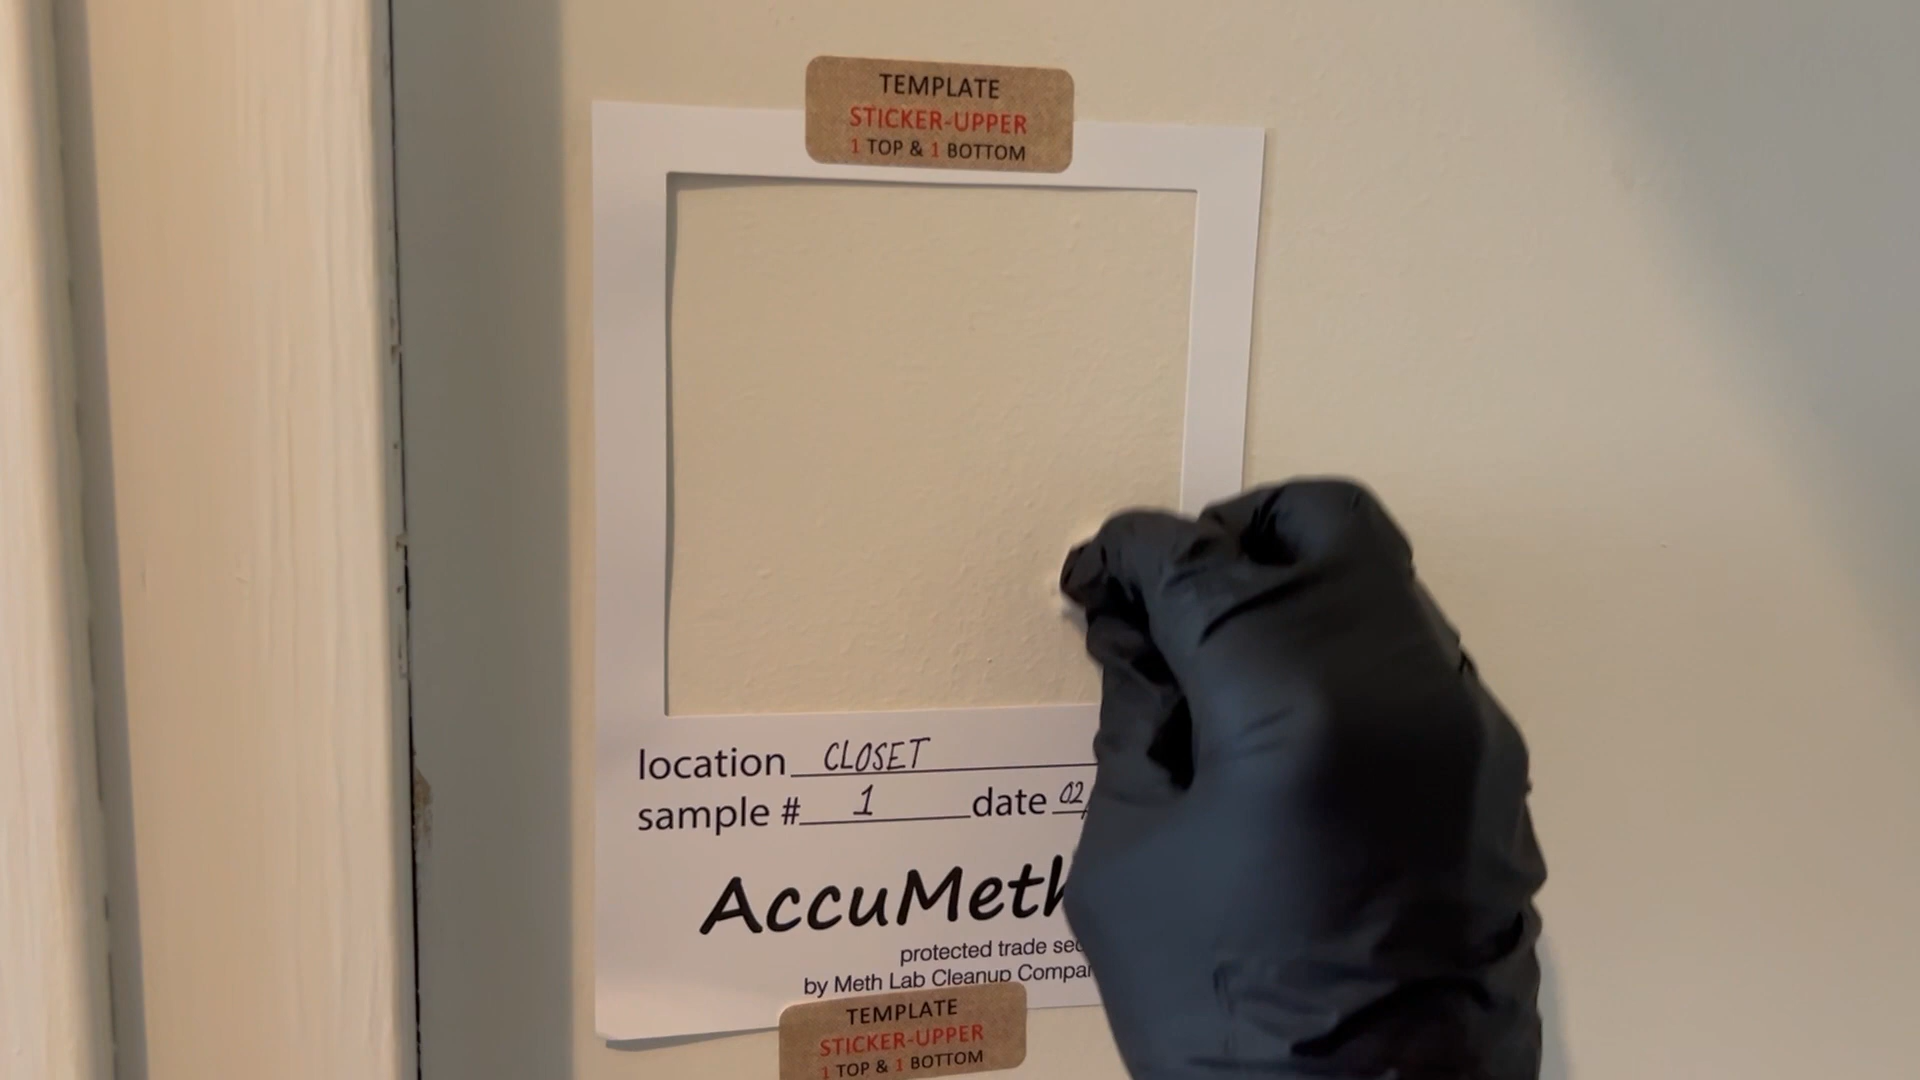 TEMPLATE
STICKER-UPPER
1 TOP & 1 BOTTOM
location CLOSET
sample # 1 date 02
AccuMeth
protected trade
by Meth Lab Cleanup
TEMPLATE
STICKER-UPPER
1 TOP & 1 BOTTOM